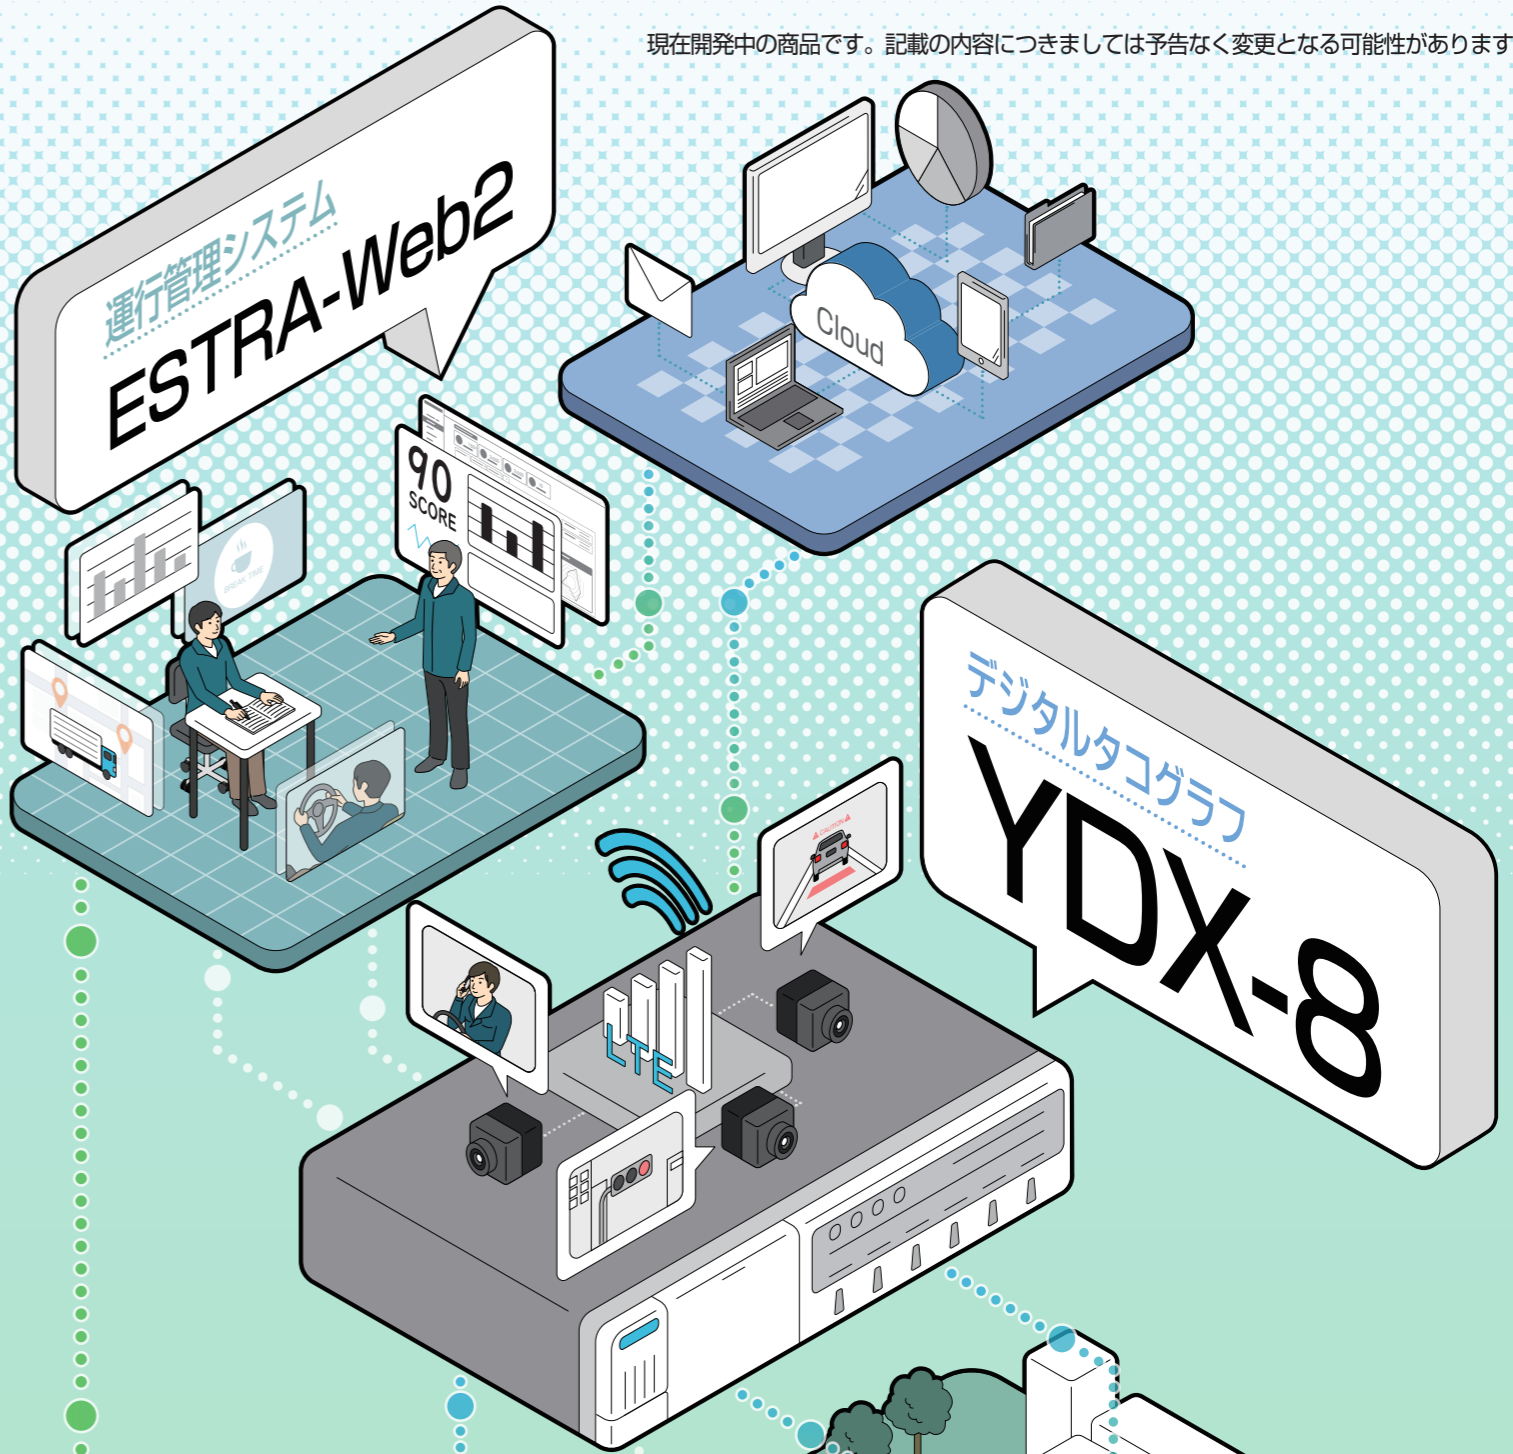 現在開発中の商品です。記載の内容につきましては予告なく変更となる可能性があります
運行管理システム
ESTRA-Web2
Cloud
90
SCORE
BREAK TIME
デジタルタコグラフ
YDX-8
CAUTION
LTE